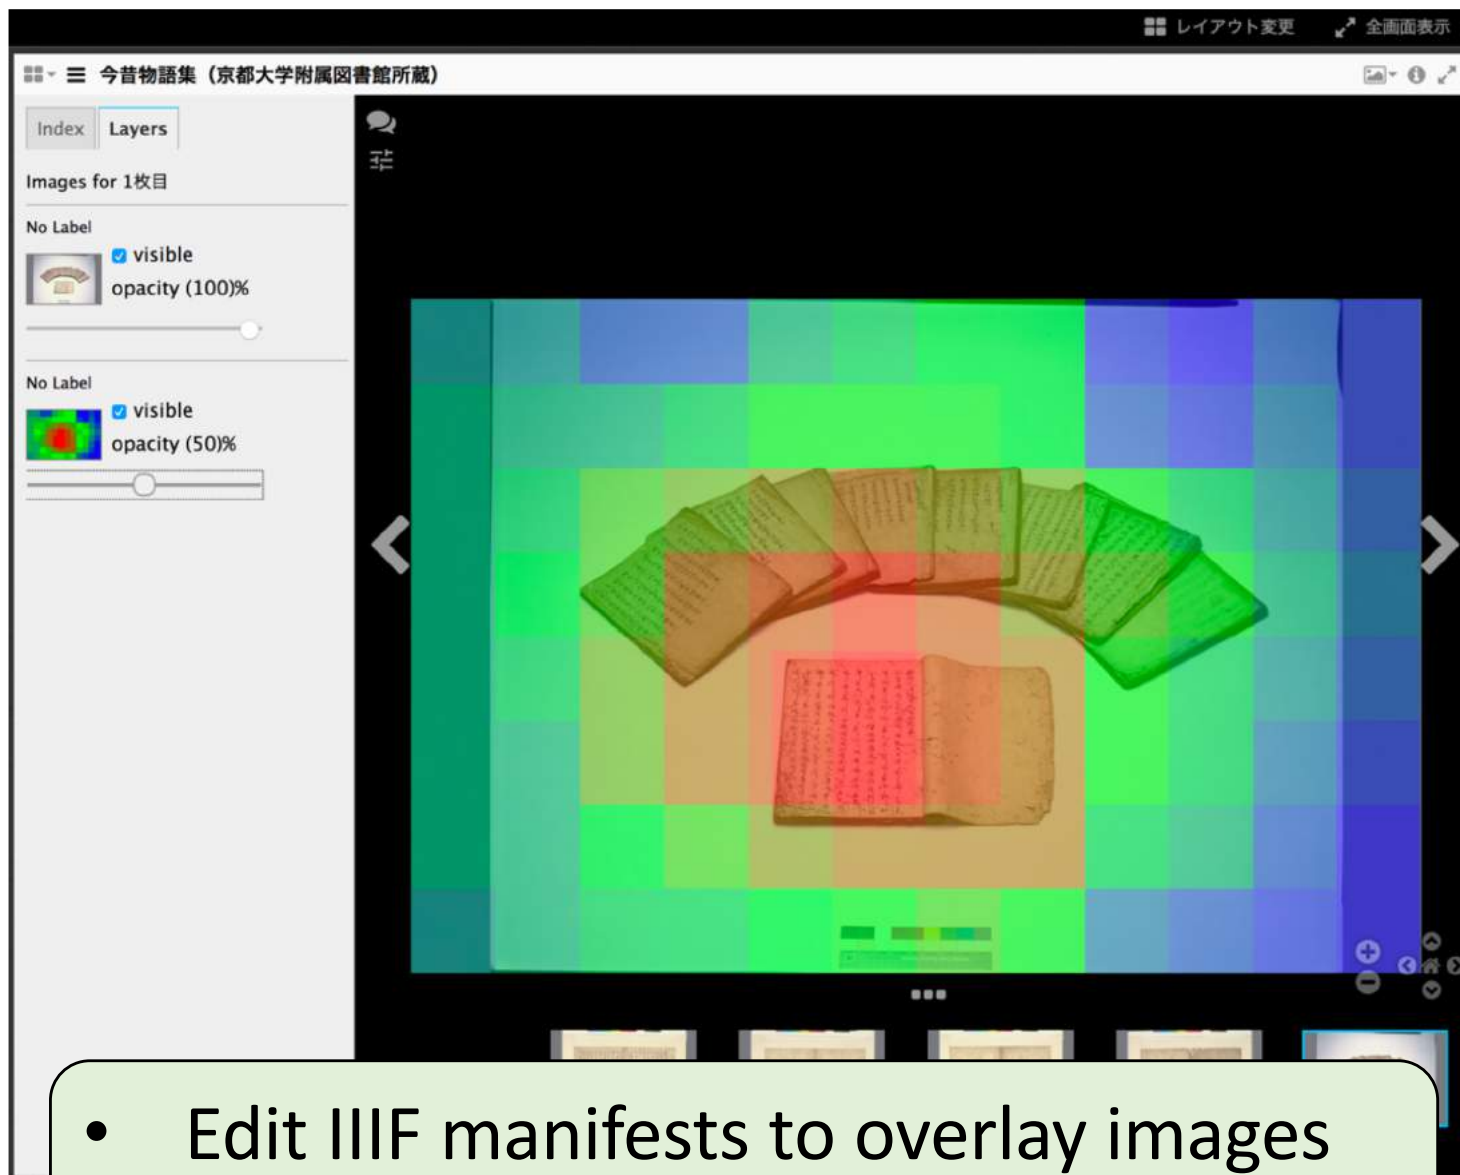 レイアウト変更 全画面表示
今昔物語集（京都大学附属図書館所蔵）
Index Layers
Images for 1枚目
No Label
visible
opacity (100)%
No Label
visible
opacity (50)%
• Edit IIIF manifests to overlay images